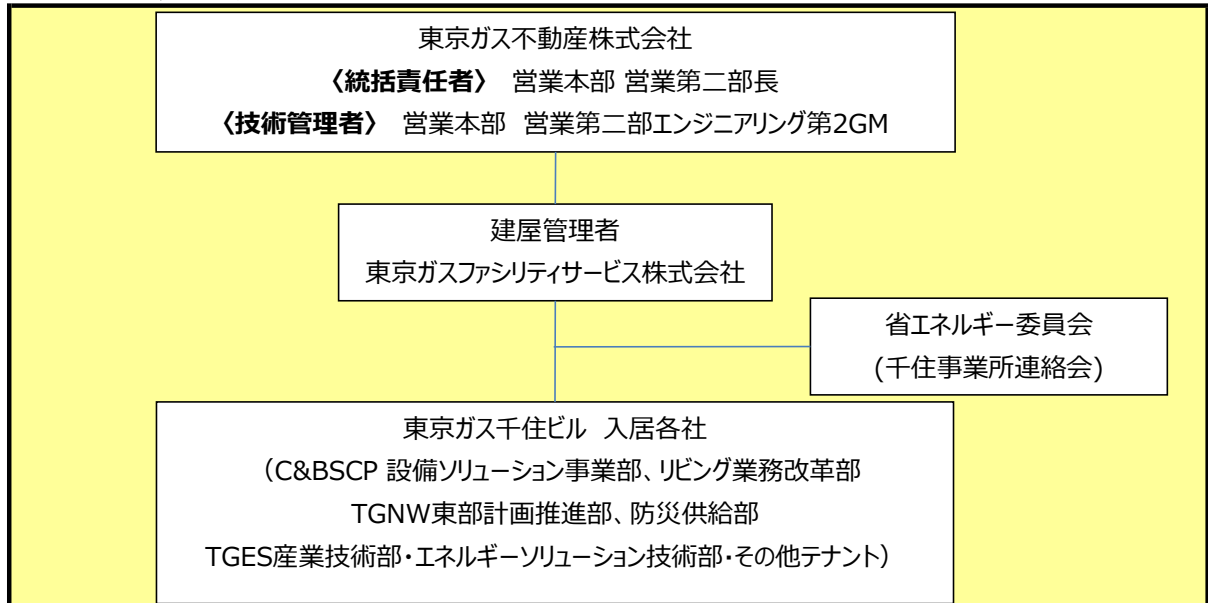 東京ガス不動産株式会社
〈統括責任者〉 営業本部 営業第二部長
〈技術管理者〉 営業本部 営業第二部エンジニアリング第2GM
建屋管理者
東京ガスファシリティサービス株式会社
省エネルギー委員会
(千住事業所連絡会)
東京ガス千住ビル 入居各社
（C&BSCP 設備ソリューション事業部、リビング業務改革部
TGNW東部計画推進部、防災供給部
TGES産業技術部・エネルギーソリューション技術部・その他テナント）